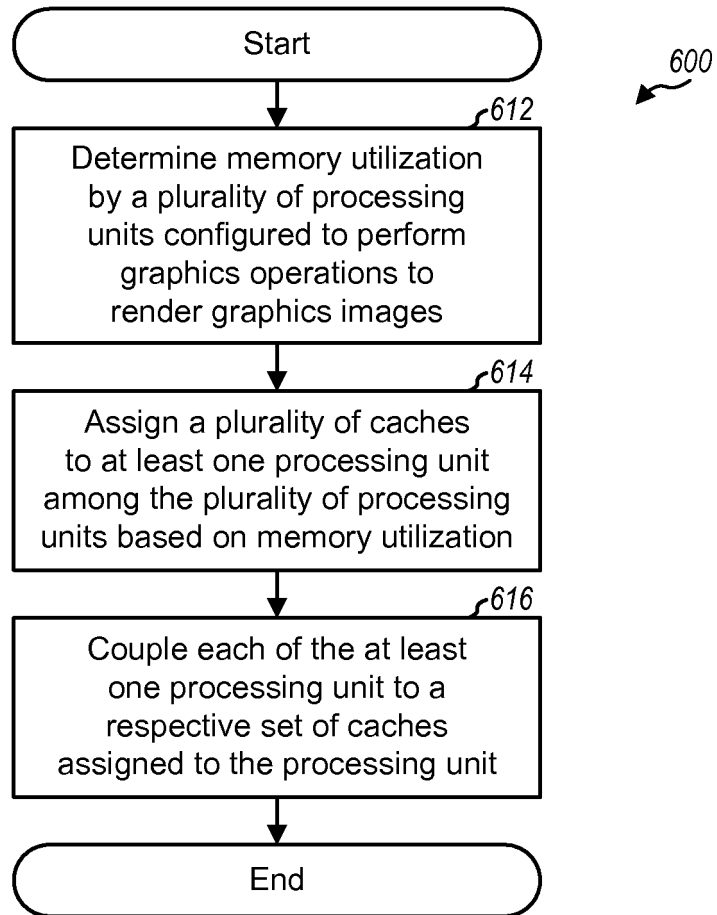 Start
600
612
Determine memory utilization
by a plurality of processing
units configured to perform
graphics operations to
render graphics images
614
Assign a plurality of caches
to at least one processing unit
among the plurality of processing
units based on memory utilization
616
Couple each of the at least
one processing unit to a
respective set of caches
assigned to the processing unit
End